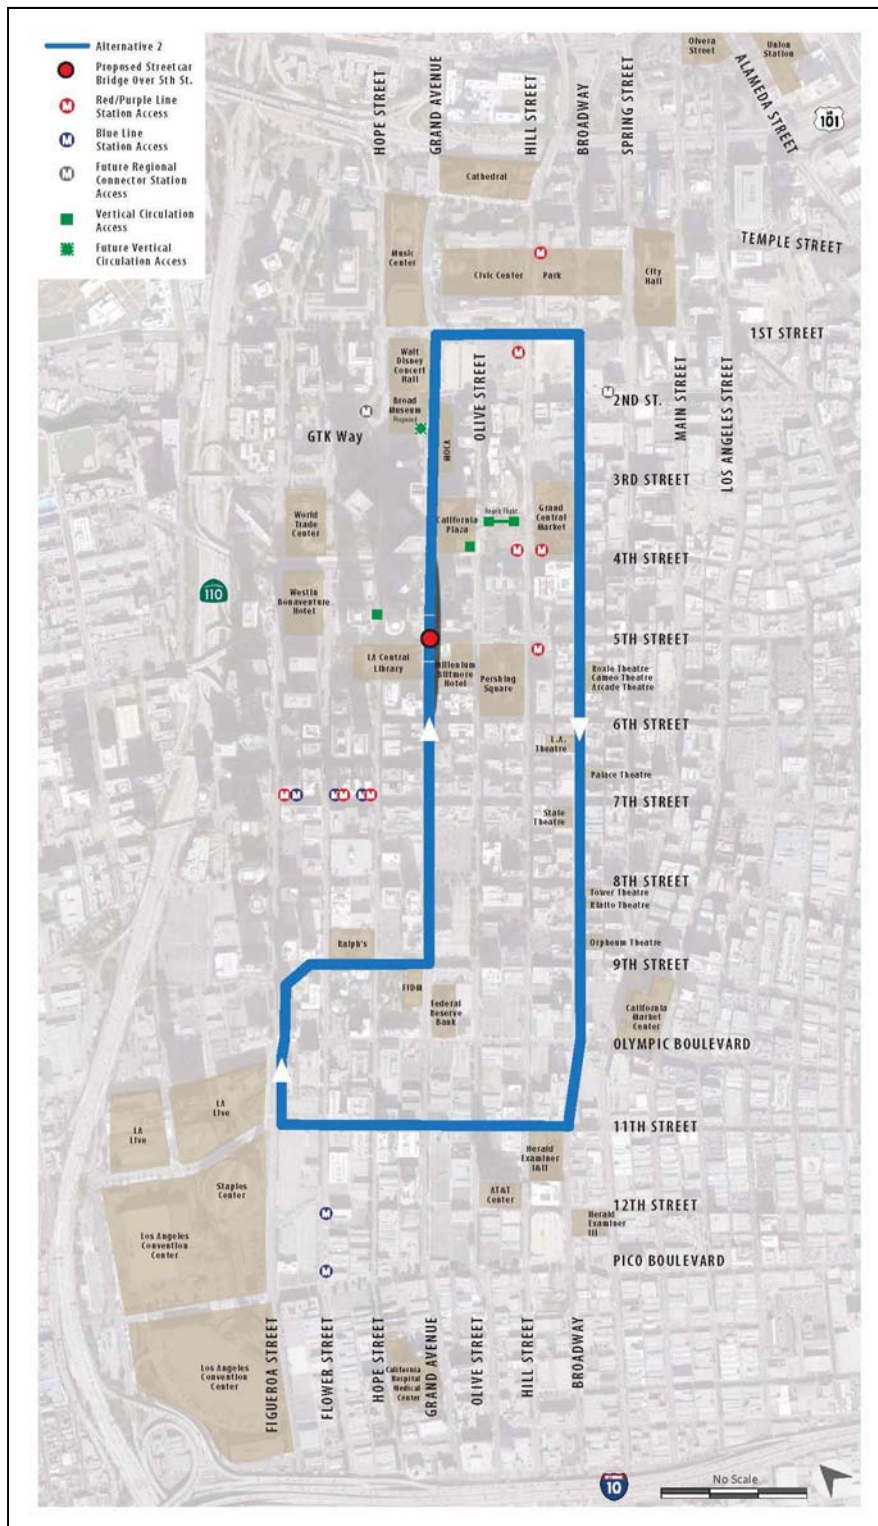 Alternative 2
Proposed Streetcar
Bridge Over 5th St.
Red/Purple Line
Station Access
Blue Line
Station Access
Future Regional
Connector Station
Access
Vertical Circulation
Access
Future Vertical
Circulation Access
HOPE STREET
GRAND AVENUE
HILL STREET
BROADWAY
SPRING STREET
Olvera
Street
Union
Station
ALAMEDA STREET
101
Cathedral
TEMPLE STREET
Music
Center
Civic Center
Park
M
City
Hall
1ST STREET
Walt
Disney
Concert
Hall
M
Broad
Museum
Proposed
M
GTK Way
MOCA
OLIVE STREET
M
2ND ST.
MAIN STREET
LOS ANGELES STREET
3RD STREET
World
Trade
Center
California
Plaza
Angels Flight
Grand
Central
Market
M
M
4TH STREET
110
Westin
Bonaventure
Hotel
5TH STREET
LA Central
Library
Millenium
Biltmore
Hotel
Pershing
Square
M
Roxie Theatre
Cameo Theatre
Arcade Theatre
6TH STREET
L.A.
Theatre
Palace Theatre
M
M
M
M
M
M
7TH STREET
State
Theatre
8TH STREET
Tower Theatre
Rialto Theatre
Ralph's
Orpheum Theatre
9TH STREET
FIDM
Federal
Reserve
Bank
California
Market
Center
OLYMPIC BOULEVARD
LA
Live
LA
Live
11TH STREET
Herald
Examiner
I&II
Staples
Center
AT&T
Center
12TH STREET
Herald
Examiner
III
M
Los Angeles
Convention
Center
M
PICO BOULEVARD
Los Angeles
Convention
Center
FIGUEROA STREET
FLOWER STREET
HOPE STREET
California
Hospital
Medical
Center
GRAND AVENUE
OLIVE STREET
HILL STREET
BROADWAY
10
No Scale